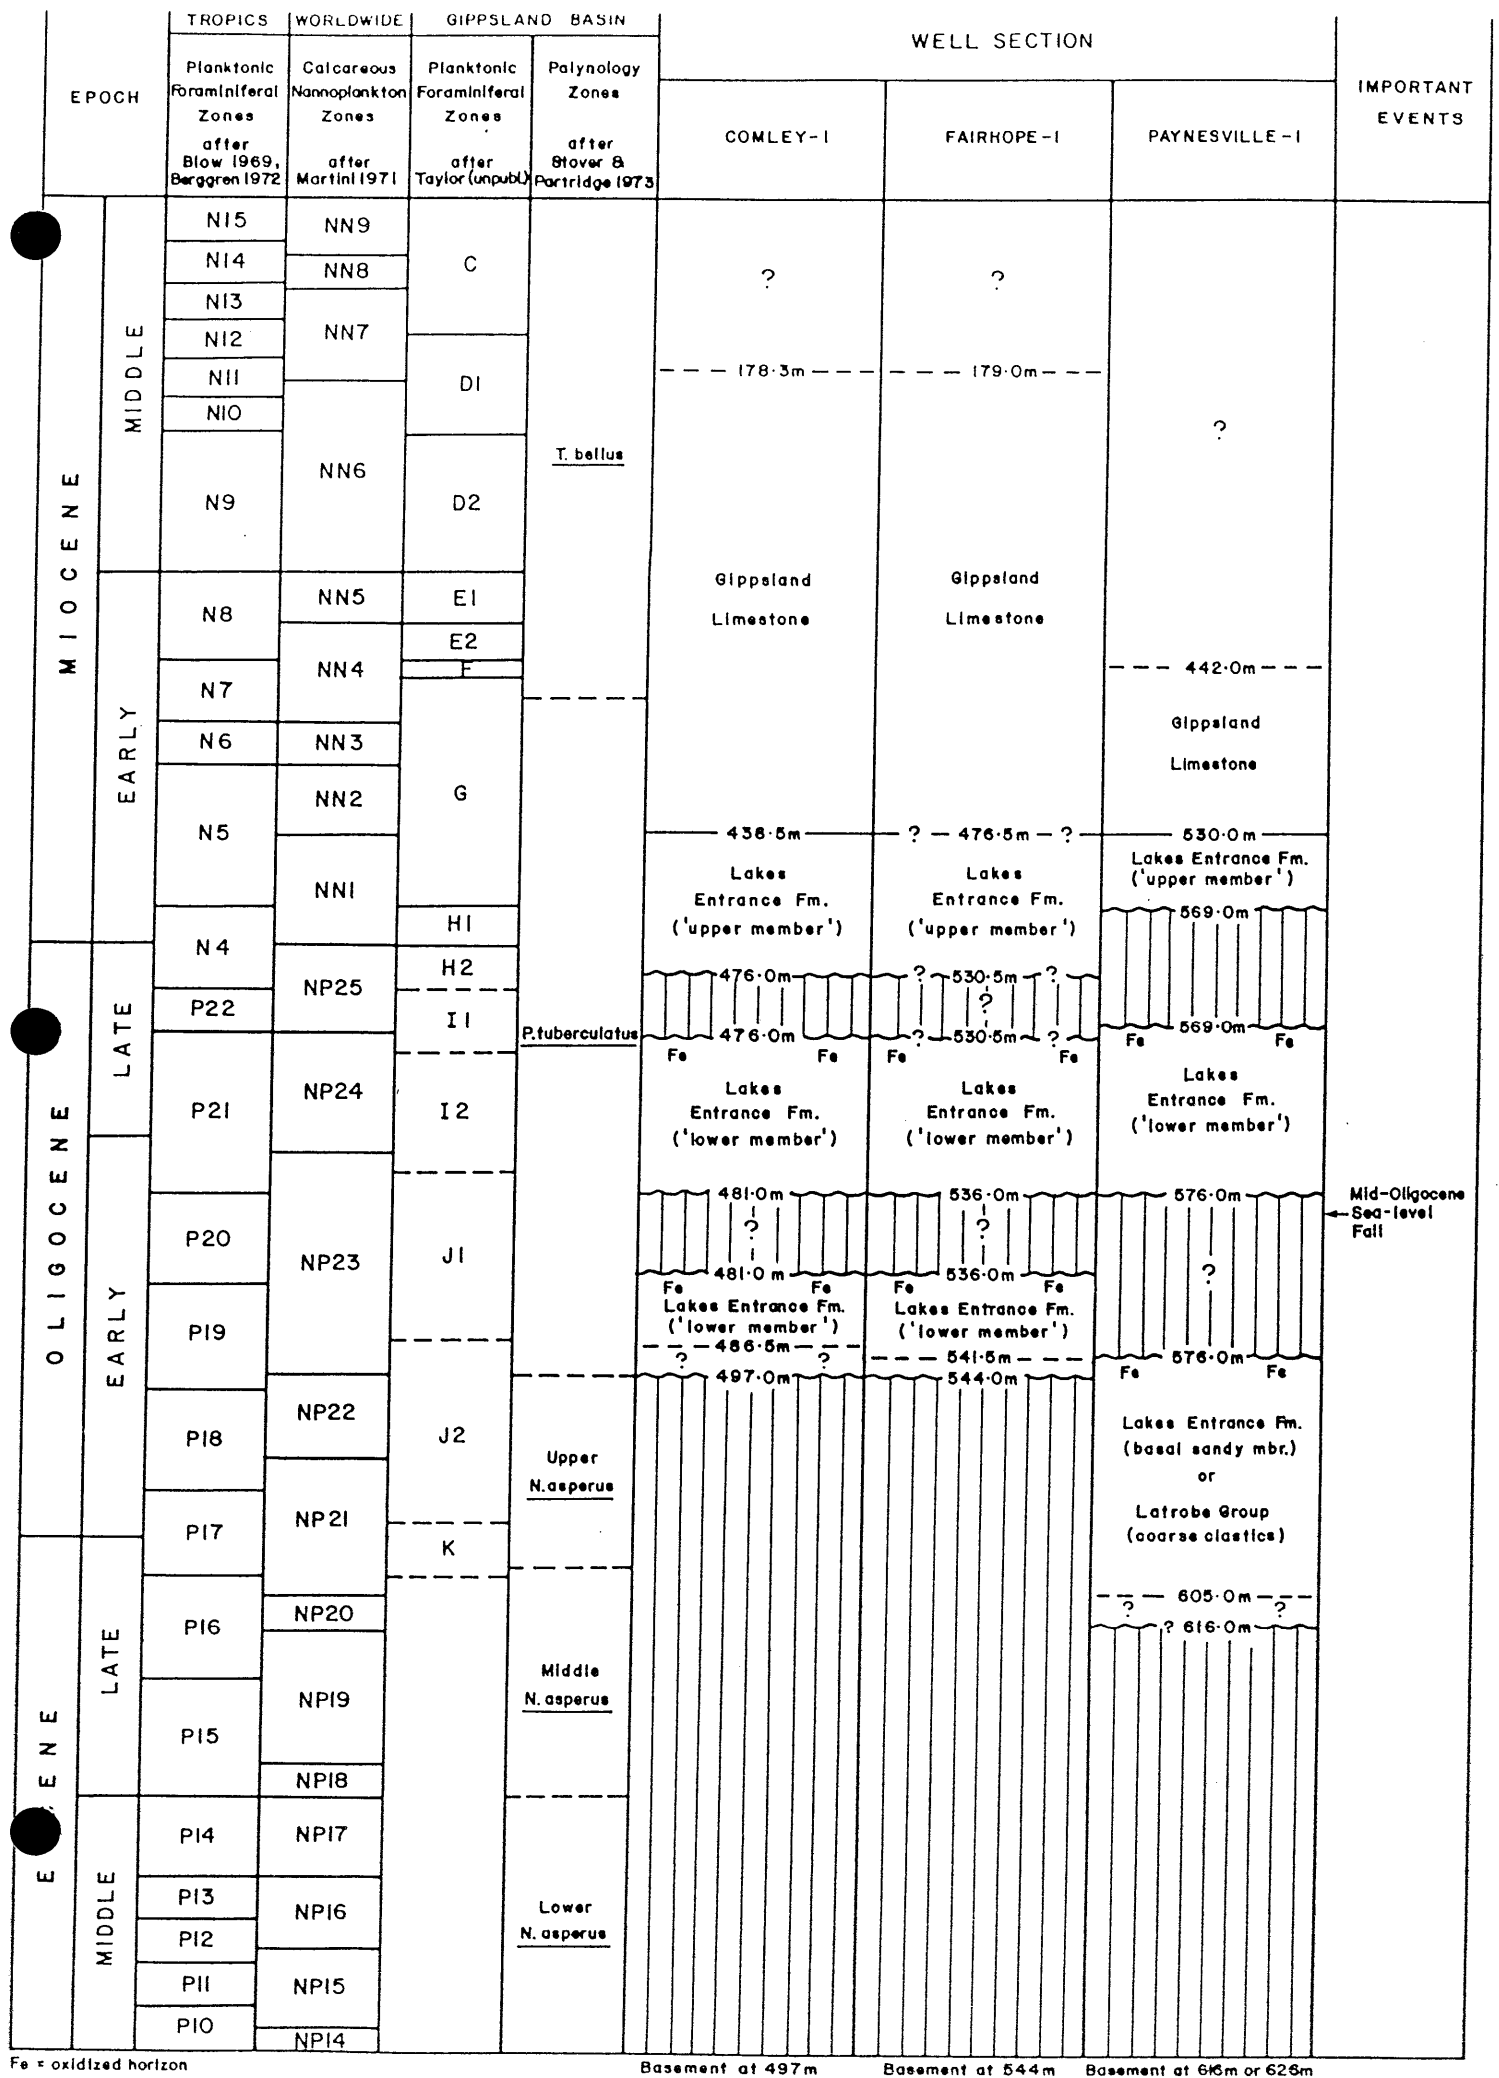 TROPICS
WORLDWIDE
GIPPSLAND BASIN
WELL SECTION
IMPORTANT
EVENTS
EPOCH
Planktonic
Foraminiferal
Zones
after
Blow 1969,
Berggren 1972
Calcareous
Nannoplankton
Zones
after
Martini 1971
Planktonic
Foraminiferal
Zones
after
Taylor (unpubl.)
Palynology
Zones
after
Stover &
Partridge 1973
COMLEY-1
FAIRHOPE-1
PAYNESVILLE-1
MIOCENE
MIDDLE
EARLY
OLIGOCENE
LATE
EARLY
LATE
MIDDLE
N15
N14
N13
N12
N11
N10
N9
N8
N7
N6
N5
N4
P22
P21
P20
P19
P18
P17
P16
P15
P14
P13
P12
P11
P10
NN9
NN8
NN7
NN6
NN5
NN4
NN3
NN2
NN1
NP25
NP24
NP23
NP22
NP21
NP20
NP19
NP18
NP17
NP16
NP15
NP14
C
D1
D2
E1
E2
F
G
H1
H2
I1
I2
J1
J2
K
T. bellus
P. tuberculatus
Upper
N. asperus
Middle
N. asperus
Lower
N. asperus
?
178·3m
Gippsland
Limestone
438·5m
Lakes
Entrance Fm.
('upper member')
476·0m
476·0m
Fe Fe
Lakes
Entrance Fm.
('lower member')
481·0m
?
481·0m
Fe Fe
Lakes Entrance Fm.
('lower member')
486·5m
? ?
497·0m
?
179·0m
Gippsland
Limestone
? 476·5m ?
Lakes
Entrance Fm.
('upper member')
? 530·5m ?
?
? 530·5m ?
Fe Fe
Lakes
Entrance Fm.
('lower member')
536·0m
?
536·0m
Fe Fe
Lakes Entrance Fm.
('lower member')
541·5m
544·0m
?
442·0m
Gippsland
Limestone
530·0m
Lakes Entrance Fm.
('upper member')
569·0m
569·0m
Fe Fe
Lakes
Entrance Fm.
('lower member')
576·0m
?
576·0m
Fe Fe
Lakes Entrance Fm.
(basal sandy mbr.)
or
Latrobe Group
(coarse clastics)
605·0m
? ?
? 616·0m
Mid-Oligocene
Sea-level
Fall
Fe = oxidized horizon
Basement at 497m
Basement at 544m
Basement at 616m or 626m